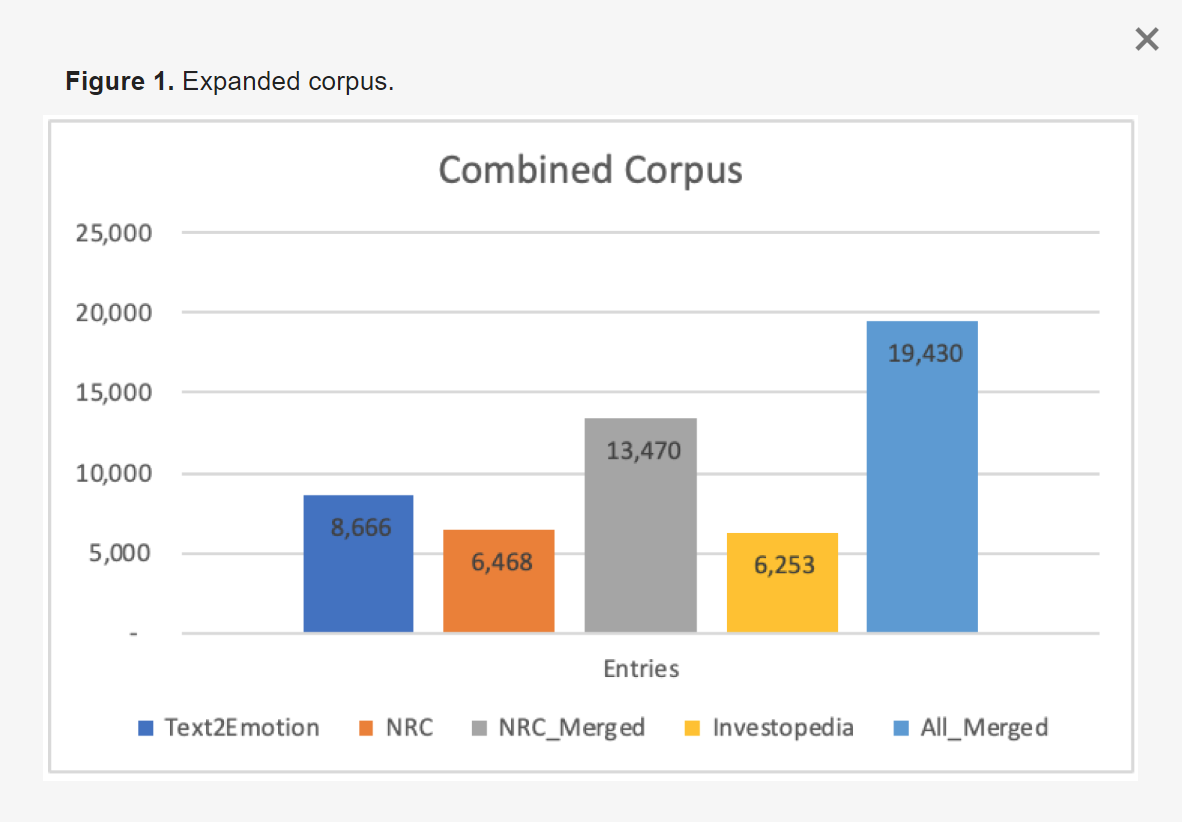 Figure 1. Expanded corpus.
Combined Corpus
25,000
20,000
15,000
10,000
5,000
-
8,666
6,468
13,470
6,253
19,430
Entries
Text2Emotion NRC NRC_Merged Investopedia All_Merged